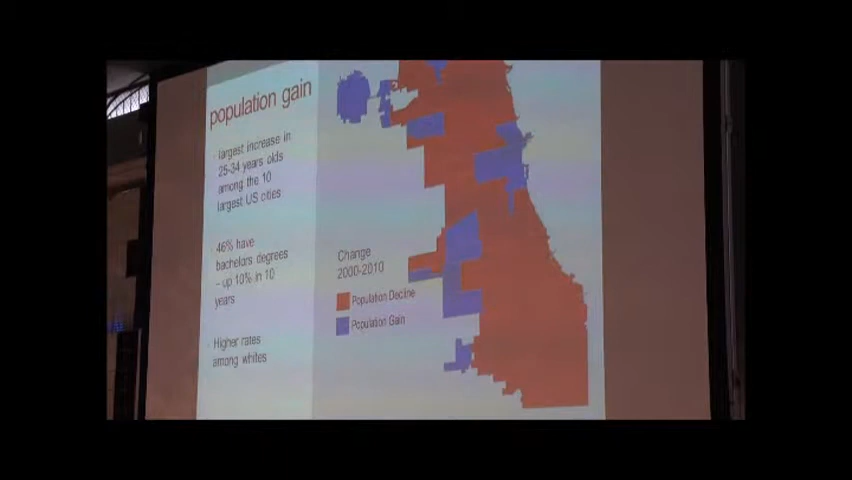 population gain
largest increase in
25-34 years olds
among the 10
largest US cities
46% have
bachelors degrees
– up 10% in 10
years
Higher rates
among whites
Change
2000-2010
Population Decline
Population Gain